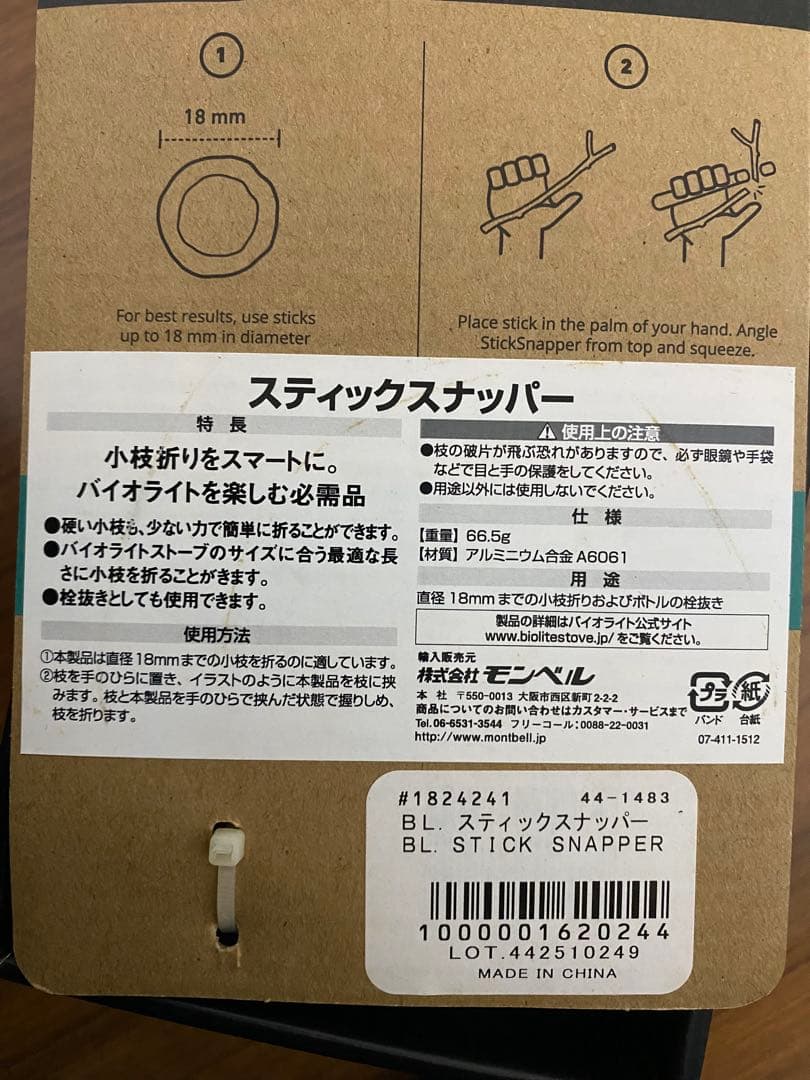 1
18 mm
For best results, use sticks
up to 18 mm in diameter
2
Place stick in the palm of your hand. Angle
StickSnapper from top and squeeze.
スティックスナッパー
特 長
小枝折りをスマートに。
バイオライトを楽しむ必需品
●硬い小枝も、少ない力で簡単に折ることができます。
●バイオライトストーブのサイズに合う最適な長
さに小枝を折ることがきます。
●栓抜きとしても使用できます。
使用方法
①本製品は直径18mmまでの小枝を折るのに適しています。
②枝を手のひらに置き、イラストのように本製品を枝に挟
みます。枝と本製品を手のひらで挟んだ状態で握りしめ、
枝を折ります。
⚠ 使用上の注意
●枝の破片が飛ぶ恐れがありますので、必ず眼鏡や手袋
などで目と手の保護をしてください。
●用途以外には使用しないでください。
仕 様
【重量】 66.5g
【材質】 アルミニウム合金 A6061
用 途
直径18mmまでの小枝折りおよびボトルの栓抜き
製品の詳細はバイオライト公式サイト
www.biolitestove.jp/をご覧ください。
輸入販売元
株式会社モンベル
本 社 〒550-0013 大阪市西区新町2-2-2
商品についてのお問い合わせはカスタマー・サービスまで
Tel.06-6531-3544 フリーコール:0088-22-0031
http://www.montbell.jp
プラ 紙
バンド 台紙
07-411-1512
#1824241 44-1483
BL. スティックスナッパー
BL. STICK SNAPPER
1000001620244
LOT.442510249
MADE IN CHINA